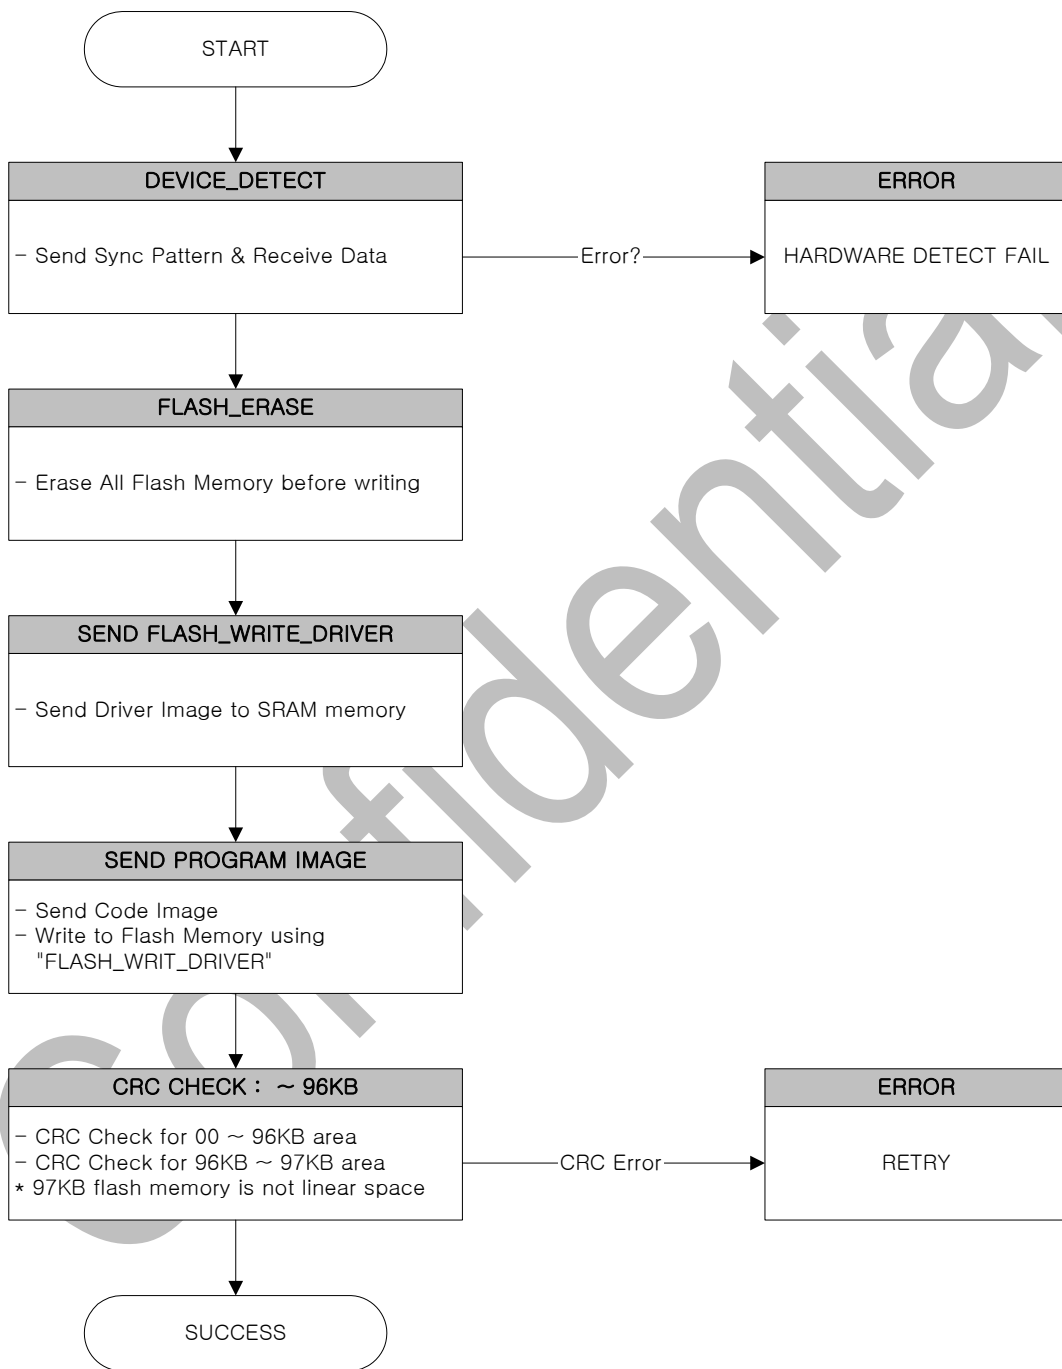 START
DEVICE_DETECT
- Send Sync Pattern & Receive Data
Error?
ERROR
HARDWARE DETECT FAIL
FLASH_ERASE
- Erase All Flash Memory before writing
SEND FLASH_WRITE_DRIVER
- Send Driver Image to SRAM memory
SEND PROGRAM IMAGE
- Send Code Image
- Write to Flash Memory using
"FLASH_WRIT_DRIVER"
CRC CHECK : ~ 96KB
- CRC Check for 00 ~ 96KB area
- CRC Check for 96KB ~ 97KB area
* 97KB flash memory is not linear space
CRC Error
ERROR
RETRY
SUCCESS
Confidential